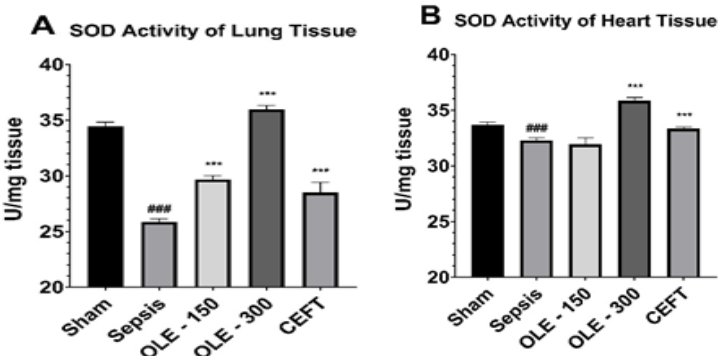 A SOD Activity of Lung Tissue
U/mg tissue
40
35
30
25
20
###
***
***
***
Sham
Sepsis
OLE - 150
OLE - 300
CEFT
B SOD Activity of Heart Tissue
U/mg tissue
40
35
30
25
20
###
***
***
Sham
Sepsis
OLE - 150
OLE - 300
CEFT